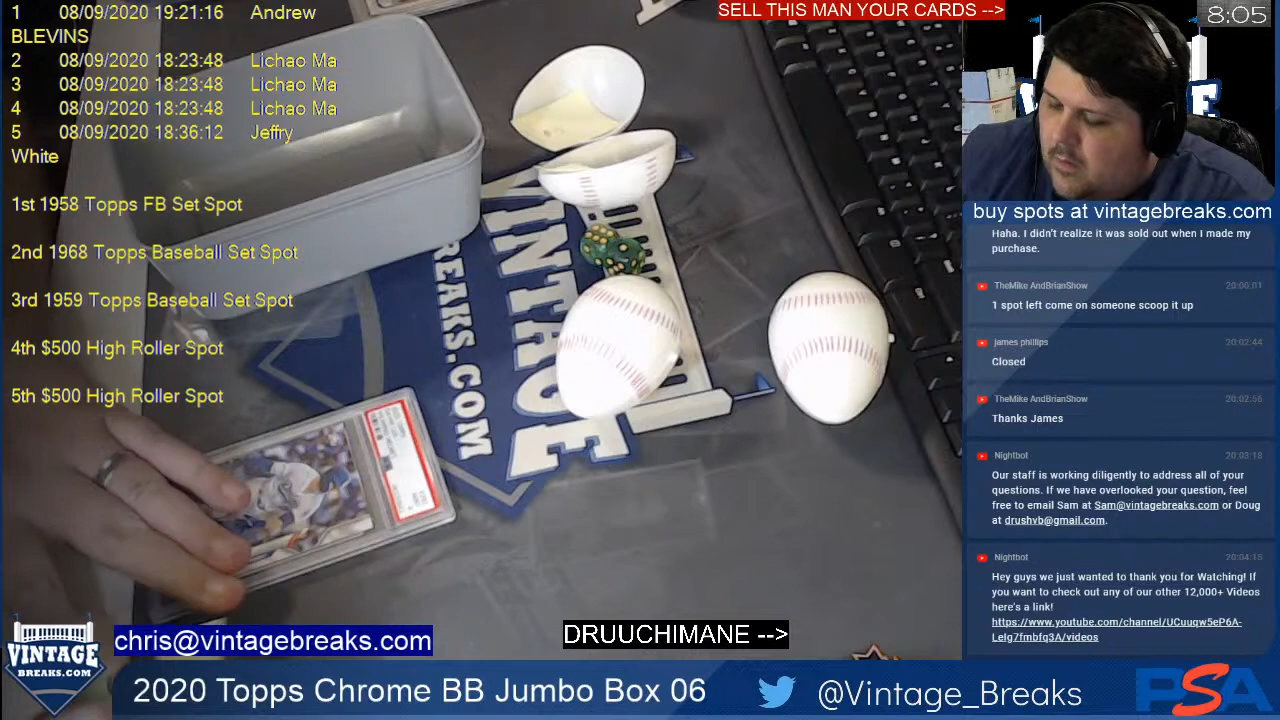 1 08/09/2020 19:21:16 Andrew
BLEVINS
2 08/09/2020 18:23:48 Lichao Ma
3 08/09/2020 18:23:48 Lichao Ma
4 08/09/2020 18:23:48 Lichao Ma
5 08/09/2020 18:36:12 Jeffry
White
1st 1958 Topps FB Set Spot
2nd 1968 Topps Baseball Set Spot
3rd 1959 Topps Baseball Set Spot
4th $500 High Roller Spot
5th $500 High Roller Spot
VINTAGE
BREAKS.COM
SELL THIS MAN YOUR CARDS -->
8:05
buy spots at vintagebreaks.com
Haha. I didn't realize it was sold out when I made my
purchase.
TheMike AndBrianShow 20:00:01
1 spot left come on someone scoop it up
james phillips 20:02:44
Closed
TheMike AndBrianShow 20:02:56
Thanks James
Nightbot 20:03:18
Our staff is working diligently to address all of your
questions. If we have overlooked your question, feel
free to email Sam at Sam@vintagebreaks.com or Doug
at drushvb@gmail.com.
Nightbot 20:04:15
Hey guys we just wanted to thank you for Watching! If
you want to check out any of our other 12,000+ Videos
here's a link!
https://www.youtube.com/channel/UCuuqw5eP6A-
LeIg7fmbfq3A/videos
chris@vintagebreaks.com
DRUUCHIMANE -->
VINTAGE
BREAKS.COM
2020 Topps Chrome BB Jumbo Box 06
@Vintage_Breaks
PSA